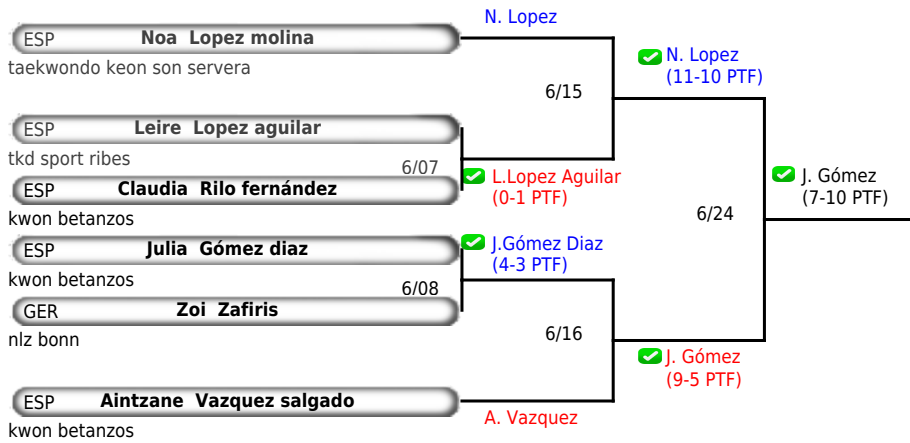 N. Lopez
ESP Noa Lopez molina
taekwondo keon son servera
N. Lopez
(11-10 PTF)
6/15
ESP Leire Lopez aguilar
tkd sport ribes
6/07
ESP Claudia Rilo fernández
kwon betanzos
L.Lopez Aguilar
(0-1 PTF)
J. Gómez
(7-10 PTF)
6/24
ESP Julia Gómez diaz
kwon betanzos
J.Gómez Diaz
(4-3 PTF)
6/08
GER Zoi Zafiris
nlz bonn
6/16
J. Gómez
(9-5 PTF)
ESP Aintzane Vazquez salgado
kwon betanzos
A. Vazquez